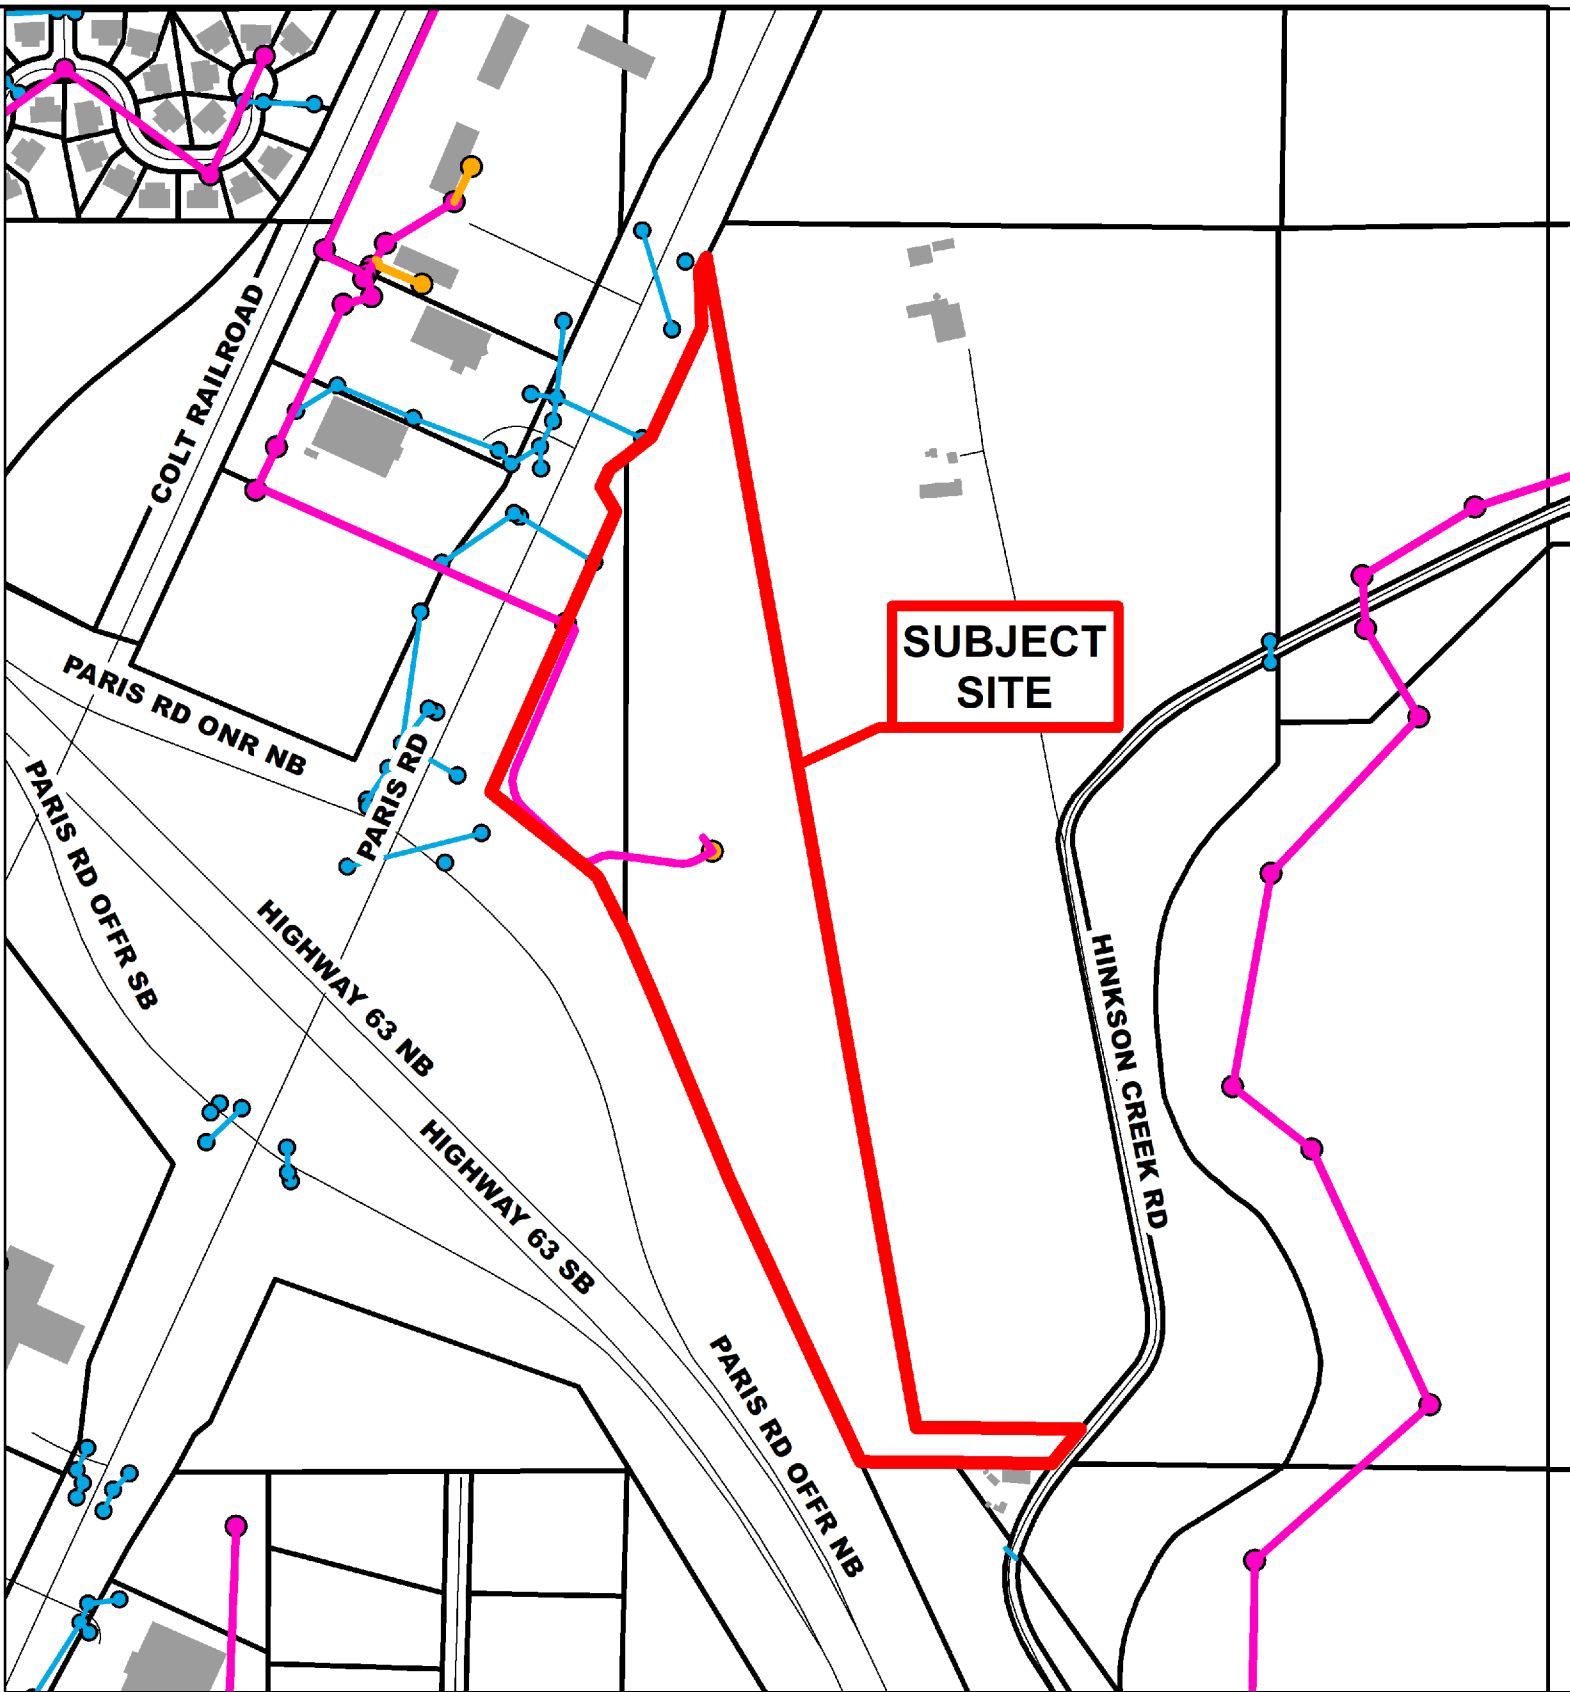 COLT RAILROAD
SUBJECT
SITE
PARIS RD ONR NB
PARIS RD
PARIS RD OFFR SB
HIGHWAY 63 NB
HINKSON CREEK RD
HIGHWAY 63 SB
PARIS RD OFFR NB